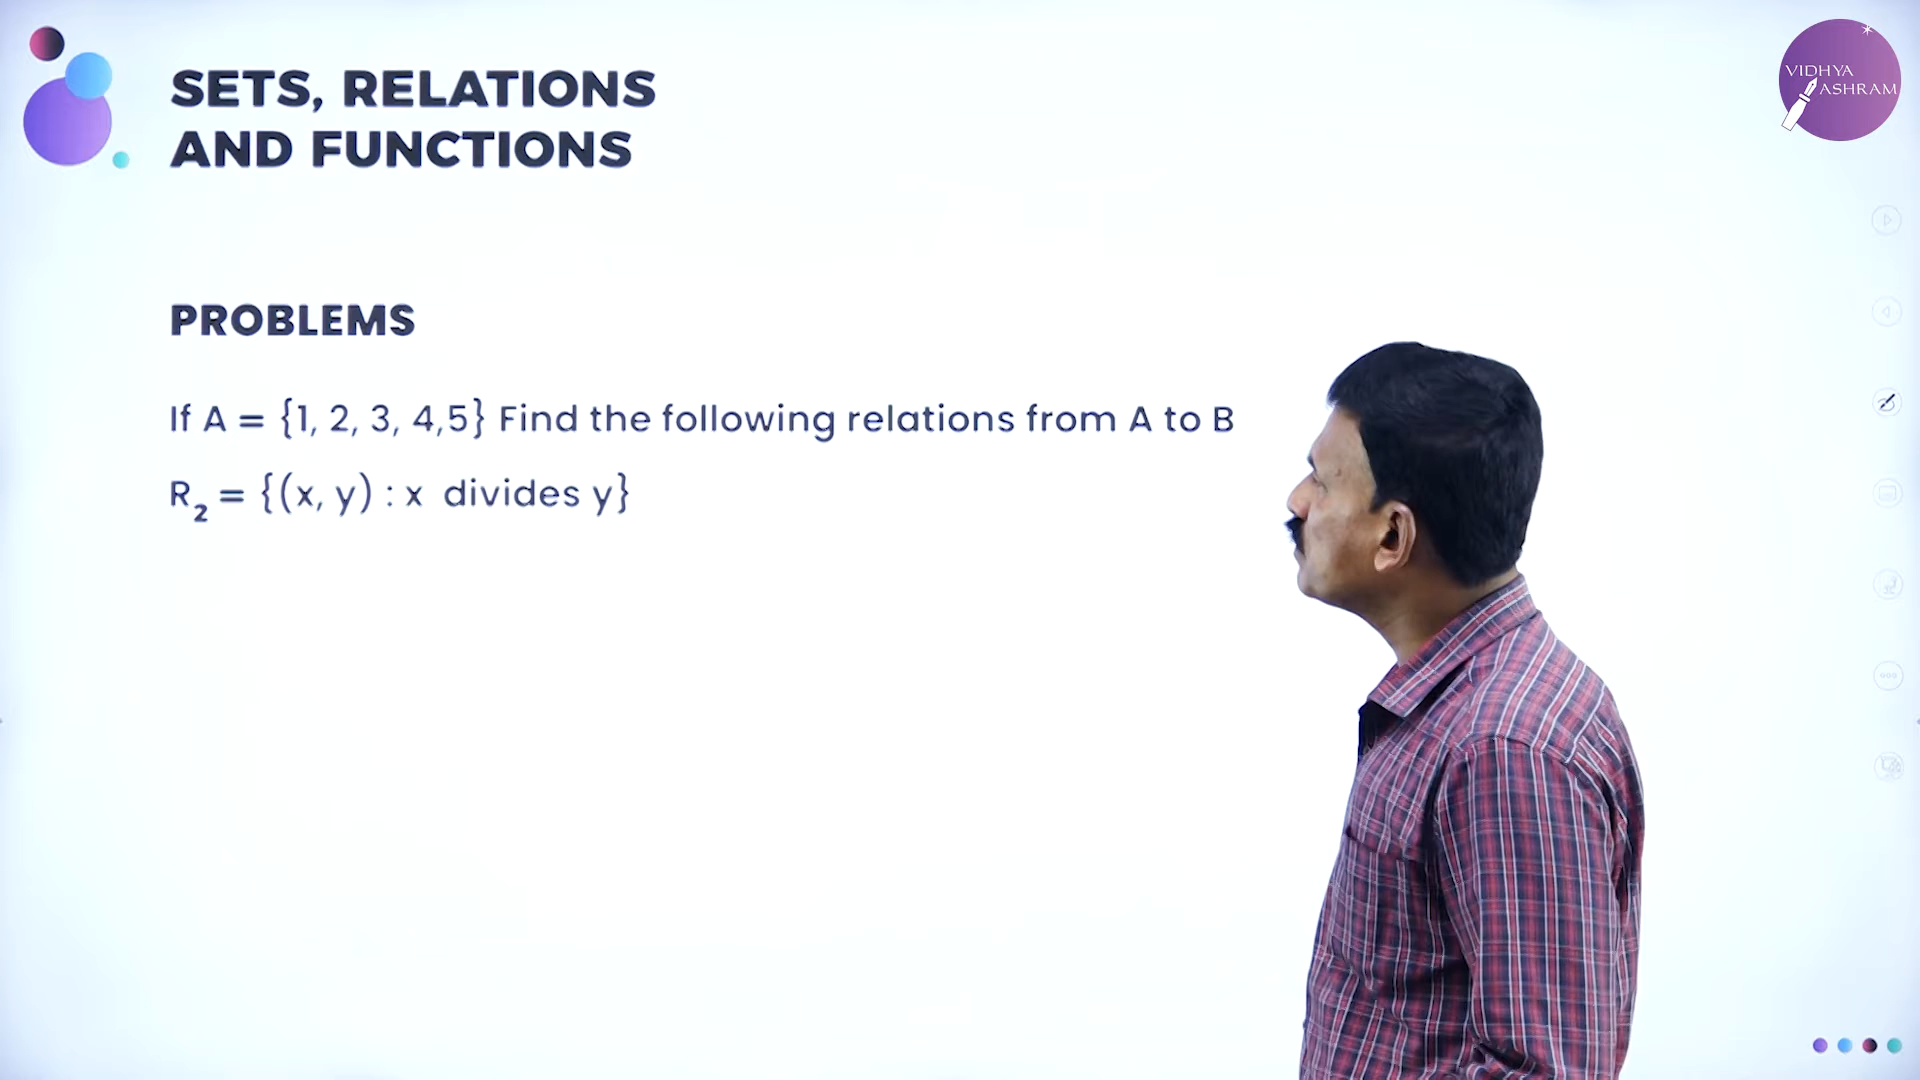 SETS, RELATIONS
AND FUNCTIONS
VIDHYA
ASHRAM
PROBLEMS
If A = {1, 2, 3, 4,5} Find the following relations from A to B
R₂ = {(x, y) : x divides y}